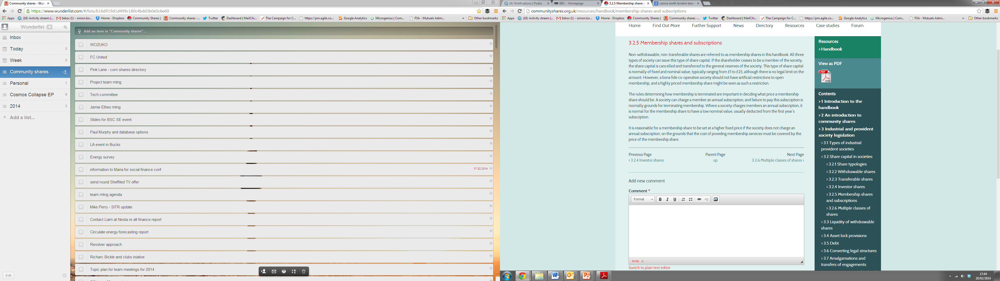 Community shares - Wun
https://www.wunderlist.com/#/lists/b16d919d1d499c180c4bdd3b0e0c6e60
Apps (18) Activity stream |... Inbox (1) - simon.bo... Home - Dropbox Community Shares | Community shares -... Twitter Dashboard | MailChi... The Campaign for C... https://pm.agile.co... Google Analytics Microgenius | Com... FSA - Mutuals Admi... » Other bookmarks
Wunderlist
Inbox
Today 2
Week 2
Community shares
Personal 1
Cosmos Collapse EP 9
2014 3
Add a list...
Edit
Add an item in "Community shares"...
WOZUKO
FC United
Pink Lane - com shares directory
Project team mtng
Tech committee
Jamie Ethex mtng
Slides for BSC SE event
Paul Murphy and database options
LA event in Bucks
Energy survey
information to Maria for social finance conf 17.02.2014
send round Sheffiled TV offer
team mtng agenda
Mike Perry - SITR update
Contact Liam at Nesta re alt finance report
Circulate energy forecasting report
Revolver approach
Richarc Bickle and clubs iniative
Topic plan for team meetings for 2014
(4) Notifications | Podio BBC - Homepage 3.2.5 Membership shares a camra north london beer
communityshares.org.uk/resources/handbook/membership-shares-and-subscriptions
Apps (18) Activity stream |... Inbox (1) - simon.bo... Home - Dropbox Community Shares | Community shares -... Twitter Dashboard | MailChi... The Campaign for C... https://pm.agile.co... Google Analytics Microgenius | Com... FSA - Mutuals Admi... » Other bookmarks
Home Find Out More Further Support News Directory Resources Case studies Forum
3.2.5 Membership shares and subscriptions
Non-withdrawable, non-transferable shares are referred to as membership shares in this handbook. All three
types of society can issue this type of share capital. If the shareholder ceases to be a member of the society,
the share capital is cancelled and transferred to the general reserves of the society. This type of share capital
is normally of fixed and nominal value, typically ranging from £1 to £25, although there is no legal limit on the
amount. However, a bona fide co-operative society should not have artificial restrictions to open
membership, and a highly priced membership share might be seen as such a restriction.
The rules determining how membership is terminated are important in deciding what price a membership
share should be. A society can charge a member an annual subscription, and failure to pay this subscription is
normally grounds for terminating membership. Where a society charges members an annual subscription, it
is normal for the membership share to have a low nominal value, usually deducted from the first year's
subscription.
It is reasonable for a membership share to be set at a higher fixed price if the society does not charge an
annual subscription, on the grounds that the cost of providing membership services must be covered by the
price of the membership share.
Previous Page Parent Page Next Page
‹ 3.2.4 Investor shares up 3.2.6 Multiple classes of shares ›
Add new comment
Comment *
Format B I U
body p
Switch to plain text editor
Resources
> Handbook
View as PDF
PDF
Adobe
Contents
> 1 Introduction to the
handbook
> 2 An introduction to
community shares
> 3 Industrial and provident
society legislation
> 3.1 Types of industrial
provident societies
> 3.2 Share capital in societies
> 3.2.1 Share typologies
> 3.2.2 Withdrawable shares
> 3.2.3 Transferable shares
> 3.2.4 Investor shares
> 3.2.5 Membership shares
and subscriptions
> 3.2.6 Multiple classes of
shares
> 3.3 Liquidity of withdrawable
shares
> 3.4 Asset lock provisions
> 3.5 Debt
> 3.6 Converting legal structures
> 3.7 Amalgamations and
transfers of engagements
17:44
20/02/2014